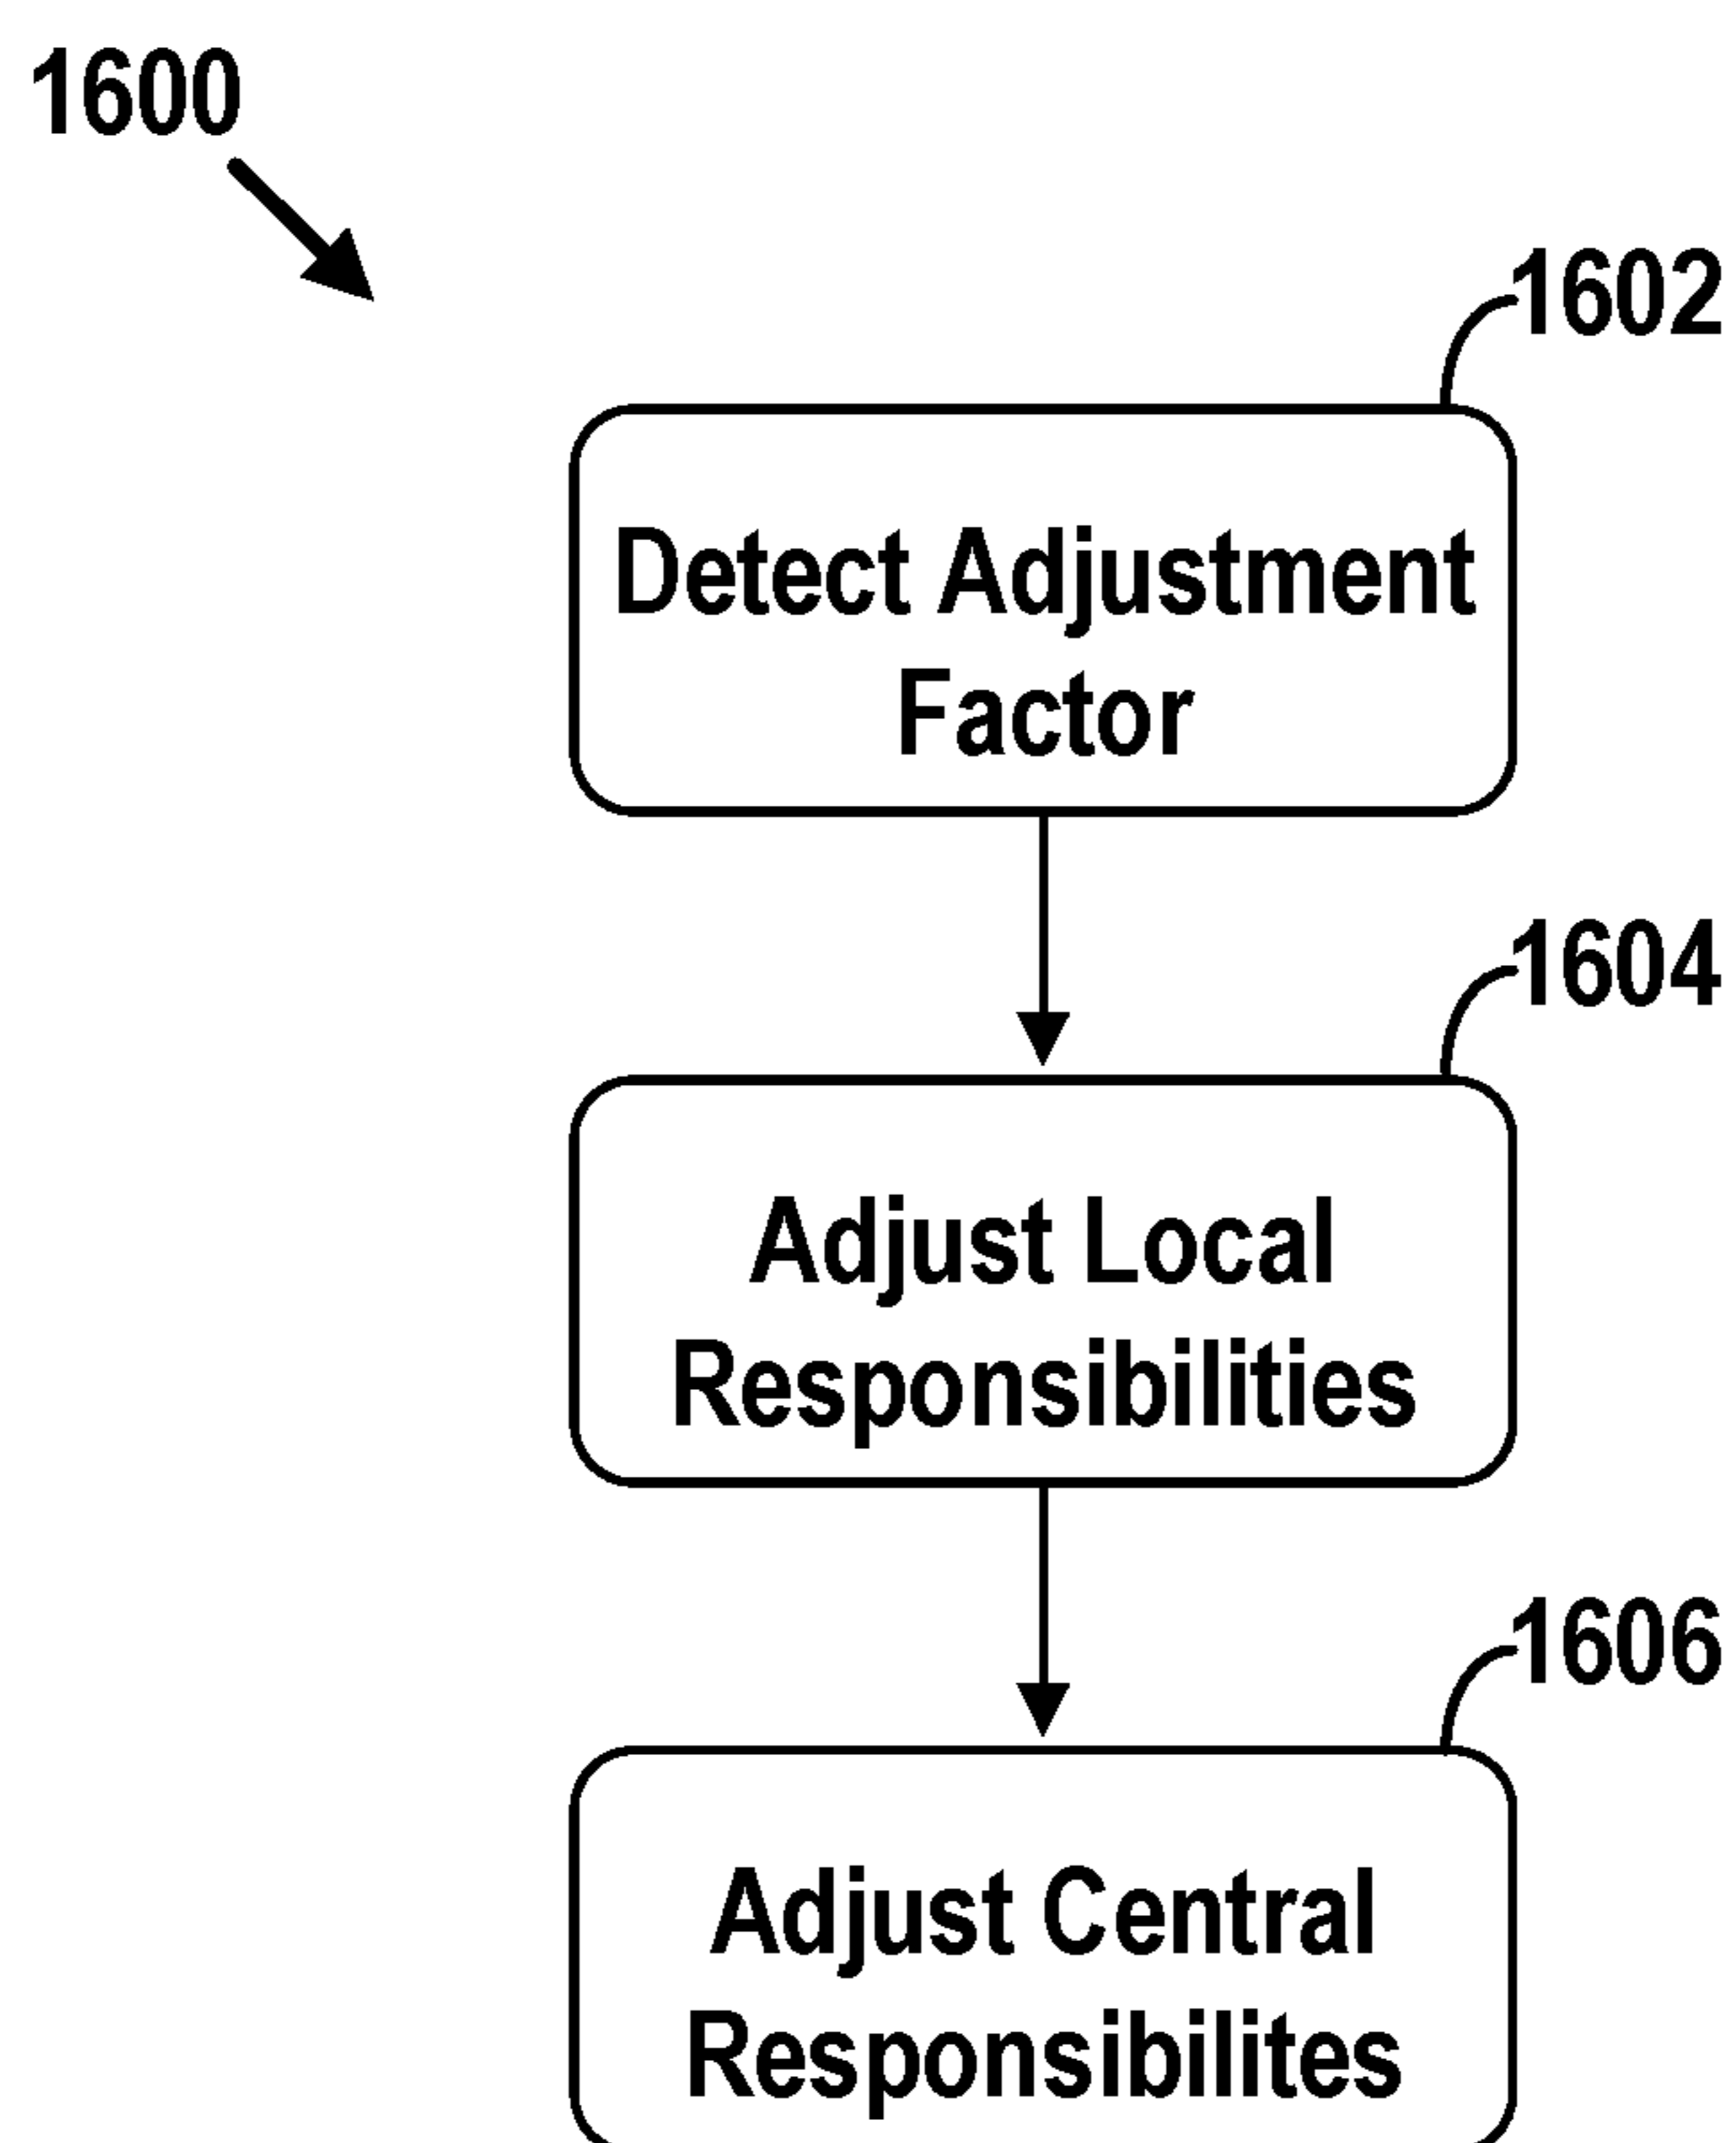 1600
1602
Detect Adjustment
Factor
1604
Adjust Local
Responsibilities
1606
Adjust Central
Responsibilites